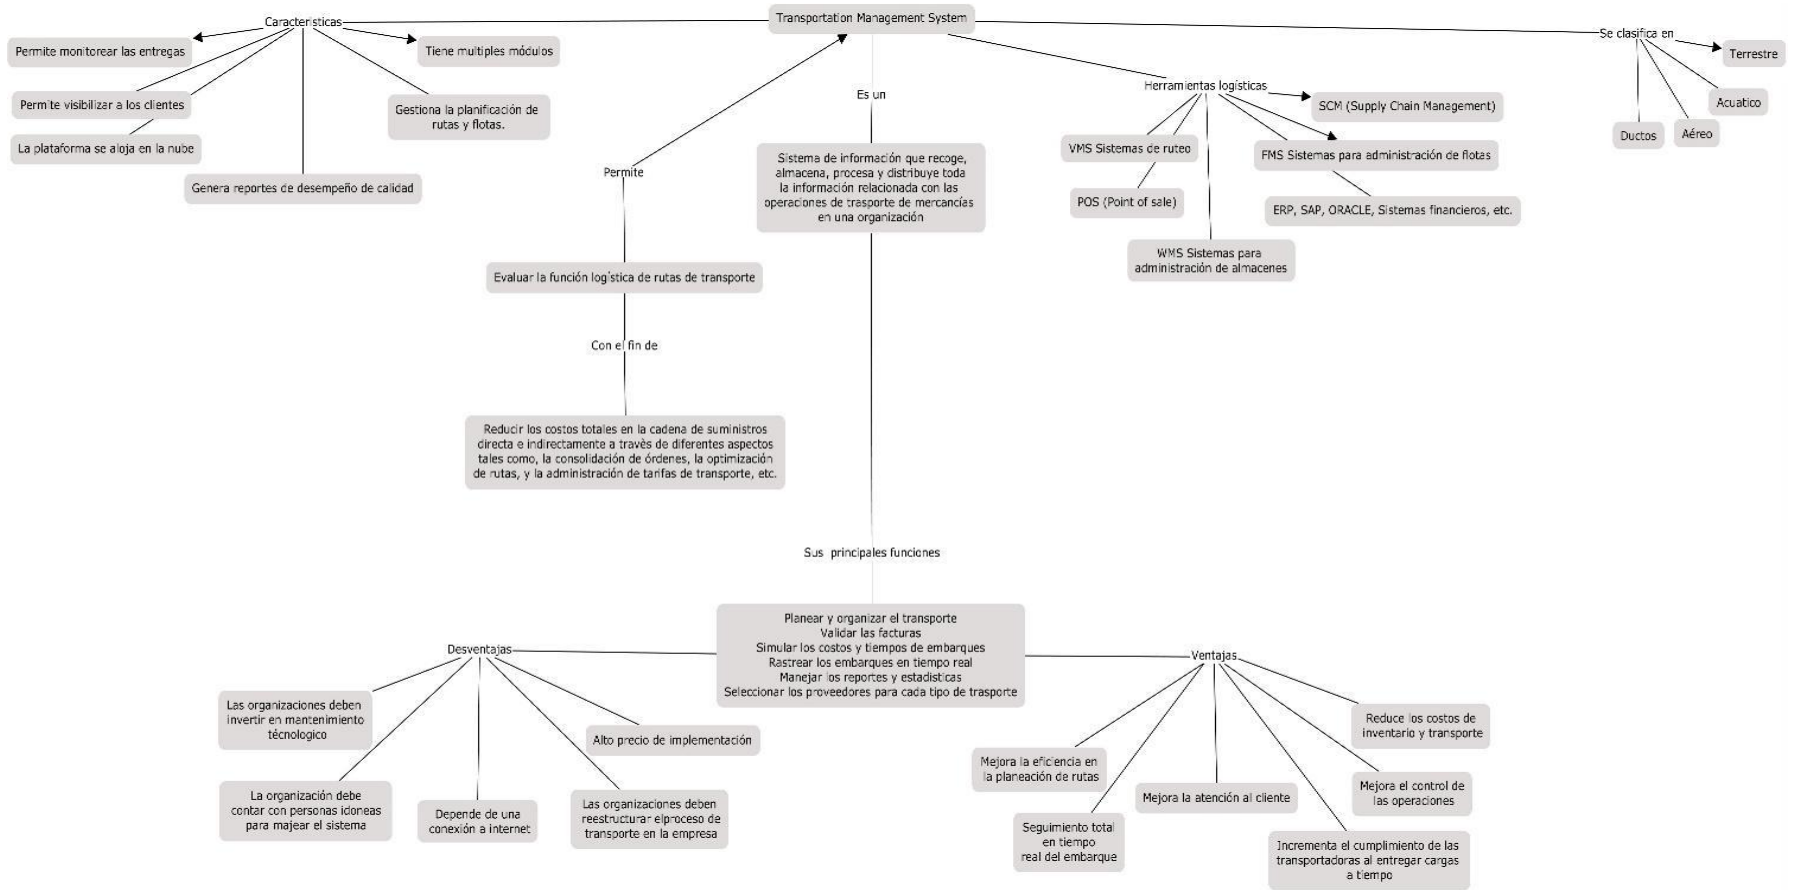 Transportation Management System
Caracteristicas
Permite monitorear las entregas
Tiene multiples módulos
Permite visibilizar a los clientes
Gestiona la planificación de
rutas y flotas.
La plataforma se aloja en la nube
Genera reportes de desempeño de calidad
Permite
Evaluar la función logística de rutas de transporte
Con el fin de
Reducir los costos totales en la cadena de suministros
directa e indirectamente a travès de diferentes aspectos
tales como, la consolidación de órdenes, la optimización
de rutas, y la administración de tarifas de transporte, etc.
Es un
Sistema de información que recoge,
almacena, procesa y distribuye toda
la información relacionada con las
operaciones de trasporte de mercancías
en una organización
Herramientas logísticas
SCM (Supply Chain Management)
VMS Sistemas de ruteo
FMS Sistemas para administración de flotas
POS (Point of sale)
ERP, SAP, ORACLE, Sistemas financieros, etc.
WMS Sistemas para
administración de almacenes
Se clasifica en
Terrestre
Acuatico
Aéreo
Ductos
Sus principales funciones
Planear y organizar el transporte
Validar las facturas
Simular los costos y tiempos de embarques
Rastrear los embarques en tiempo real
Manejar los reportes y estadisticas
Seleccionar los proveedores para cada tipo de trasporte
Desventajas
Las organizaciones deben
invertir en mantenimiento
técnologico
Alto precio de implementación
La organización debe
contar con personas idoneas
para majear el sistema
Depende de una
conexión a internet
Las organizaciones deben
reestructurar elproceso de
transporte en la empresa
Ventajas
Reduce los costos de
inventario y transporte
Mejora la eficiencia en
la planeación de rutas
Mejora la atención al cliente
Mejora el control de
las operaciones
Seguimiento total
en tiempo
real del embarque
Incrementa el cumplimiento de las
transportadoras al entregar cargas
a tiempo